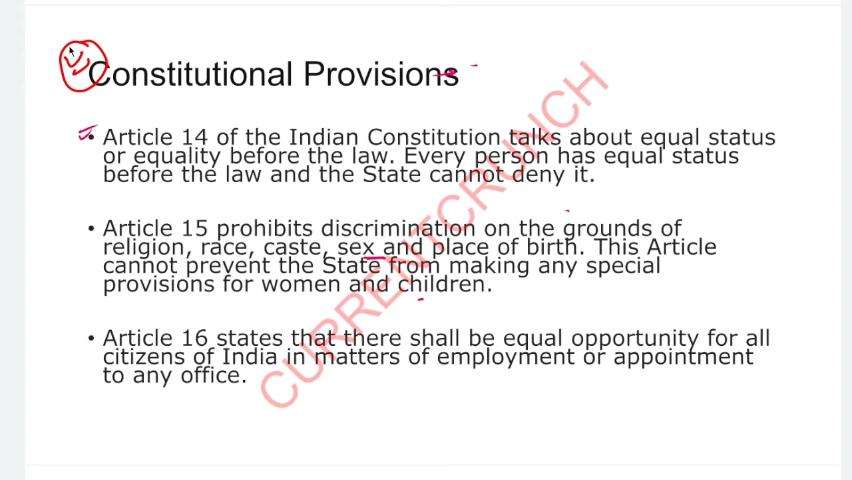 Constitutional Provisions
• Article 14 of the Indian Constitution talks about equal status
or equality before the law. Every person has equal status
before the law and the State cannot deny it.
• Article 15 prohibits discrimination on the grounds of
religion, race, caste, sex and place of birth. This Article
cannot prevent the State from making any special
provisions for women and children.
• Article 16 states that there shall be equal opportunity for all
citizens of India in matters of employment or appointment
to any office.
CURRENTCRUNCH